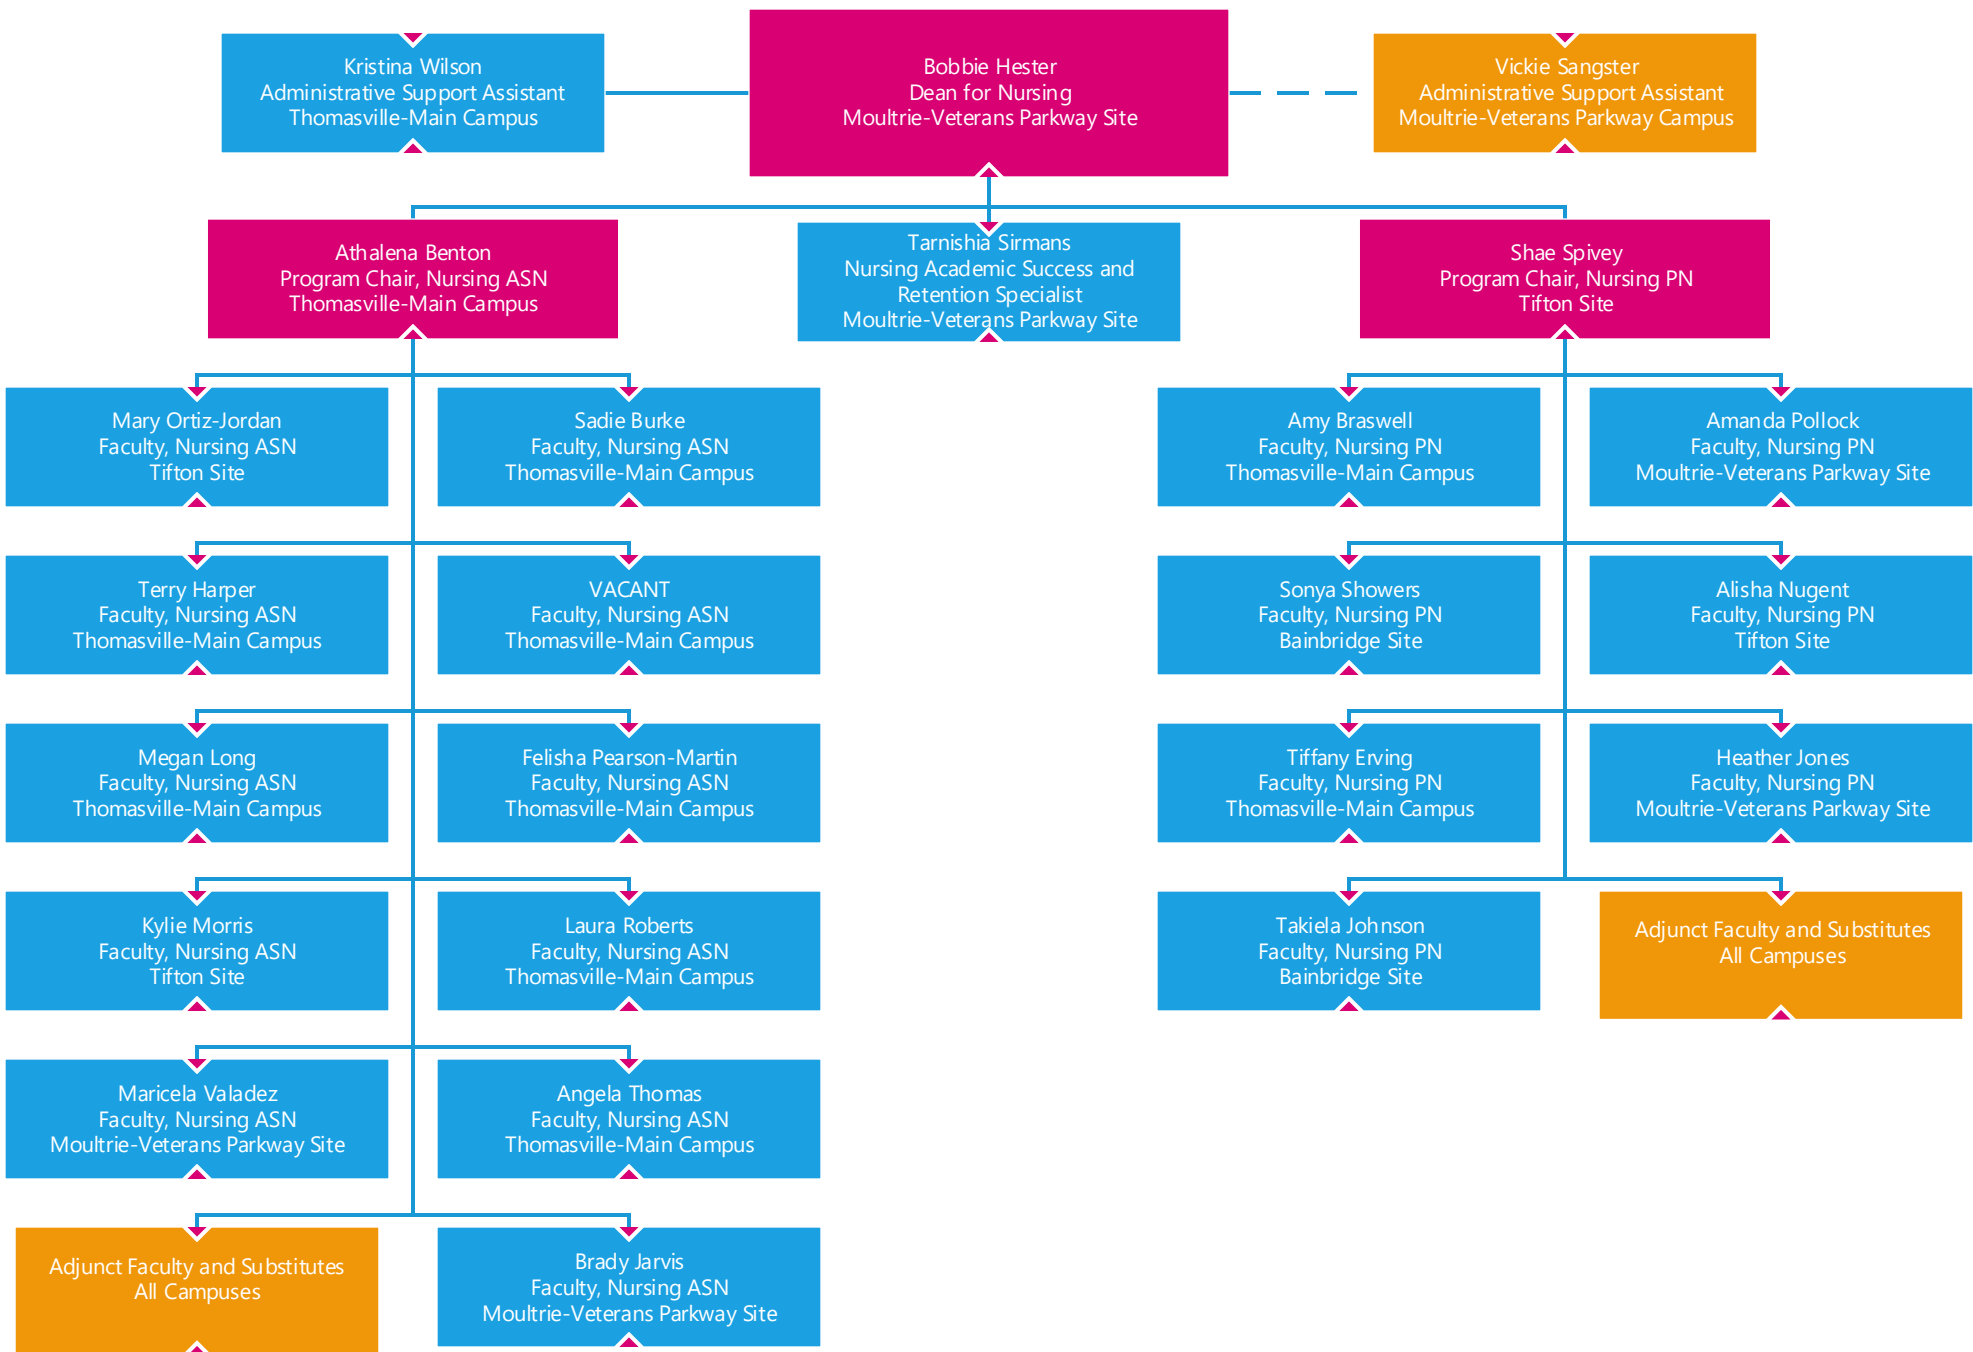 Kristina Wilson
Administrative Support Assistant
Thomasville-Main Campus
Bobbie Hester
Dean for Nursing
Moultrie-Veterans Parkway Site
Vickie Sangster
Administrative Support Assistant
Moultrie-Veterans Parkway Campus
Athalena Benton
Program Chair, Nursing ASN
Thomasville-Main Campus
Tarnishia Sirmans
Nursing Academic Success and
Retention Specialist
Moultrie-Veterans Parkway Site
Shae Spivey
Program Chair, Nursing PN
Tifton Site
Mary Ortiz-Jordan
Faculty, Nursing ASN
Tifton Site
Sadie Burke
Faculty, Nursing ASN
Thomasville-Main Campus
Amy Braswell
Faculty, Nursing PN
Thomasville-Main Campus
Amanda Pollock
Faculty, Nursing PN
Moultrie-Veterans Parkway Site
Terry Harper
Faculty, Nursing ASN
Thomasville-Main Campus
VACANT
Faculty, Nursing ASN
Thomasville-Main Campus
Sonya Showers
Faculty, Nursing PN
Bainbridge Site
Alisha Nugent
Faculty, Nursing PN
Tifton Site
Megan Long
Faculty, Nursing ASN
Thomasville-Main Campus
Felisha Pearson-Martin
Faculty, Nursing ASN
Thomasville-Main Campus
Tiffany Erving
Faculty, Nursing PN
Thomasville-Main Campus
Heather Jones
Faculty, Nursing PN
Moultrie-Veterans Parkway Site
Kylie Morris
Faculty, Nursing ASN
Tifton Site
Laura Roberts
Faculty, Nursing ASN
Thomasville-Main Campus
Takiela Johnson
Faculty, Nursing PN
Bainbridge Site
Adjunct Faculty and Substitutes
All Campuses
Maricela Valadez
Faculty, Nursing ASN
Moultrie-Veterans Parkway Site
Angela Thomas
Faculty, Nursing ASN
Thomasville-Main Campus
Adjunct Faculty and Substitutes
All Campuses
Brady Jarvis
Faculty, Nursing ASN
Moultrie-Veterans Parkway Site